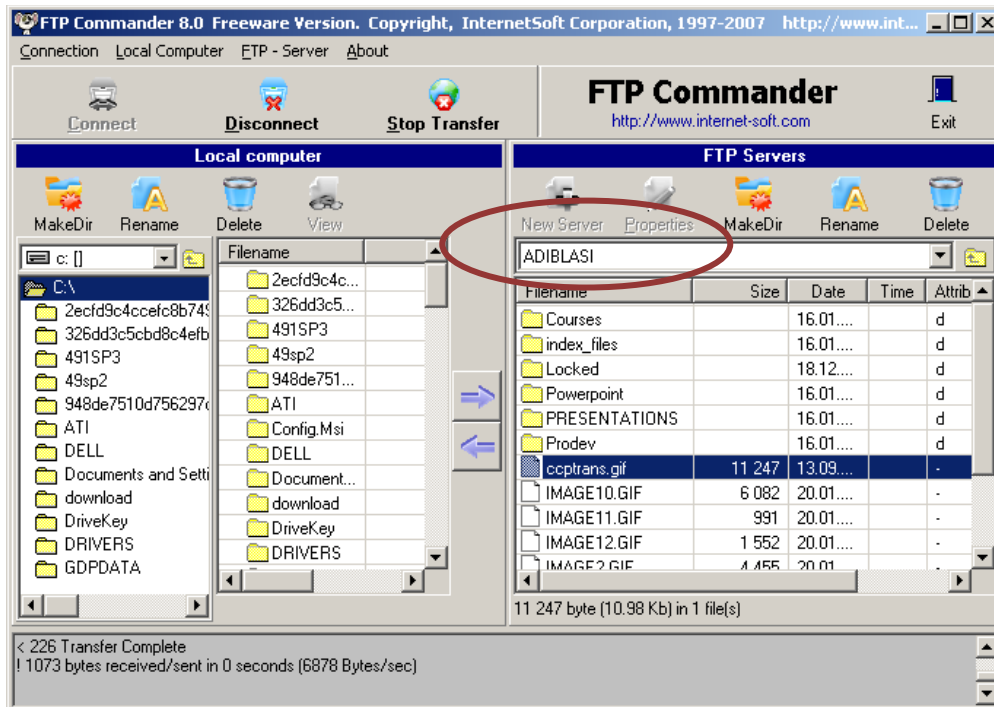 FTP Commander 8.0 Freeware Version. Copyright, InternetSoft Corporation, 1997-2007 http://www.int...
Connection Local Computer FTP - Server About
Connect Disconnect Stop Transfer
FTP Commander
http://www.internet-soft.com
Exit
Local computer
MakeDir Rename Delete View
c: []
C:\
2ecfd9c4ccefc8b749
326dd3c5cbd8c4efb
491SP3
49sp2
948de7510d756297c
ATI
DELL
Documents and Setti
download
DriveKey
DRIVERS
GDPDATA
Filename
2ecfd9c4c...
326dd3c5...
491SP3
49sp2
948de751...
ATI
Config.Msi
DELL
Document...
download
DriveKey
DRIVERS
FTP Servers
New Server Properties MakeDir Rename Delete
ADIBLASI
Filename Size Date Time Attrib
Courses 16.01.... d
index_files 16.01.... d
Locked 18.12.... d
Powerpoint 16.01.... d
PRESENTATIONS 16.01.... d
Prodev 16.01.... d
ccptrans.gif 11 247 13.09.... -
IMAGE10.GIF 6 082 20.01.... -
IMAGE11.GIF 991 20.01.... -
IMAGE12.GIF 1 552 20.01.... -
IMAGE2.GIF 4 455 20.01
11 247 byte (10.98 Kb) in 1 file(s)
< 226 Transfer Complete
! 1073 bytes received/sent in 0 seconds (6878 Bytes/sec)